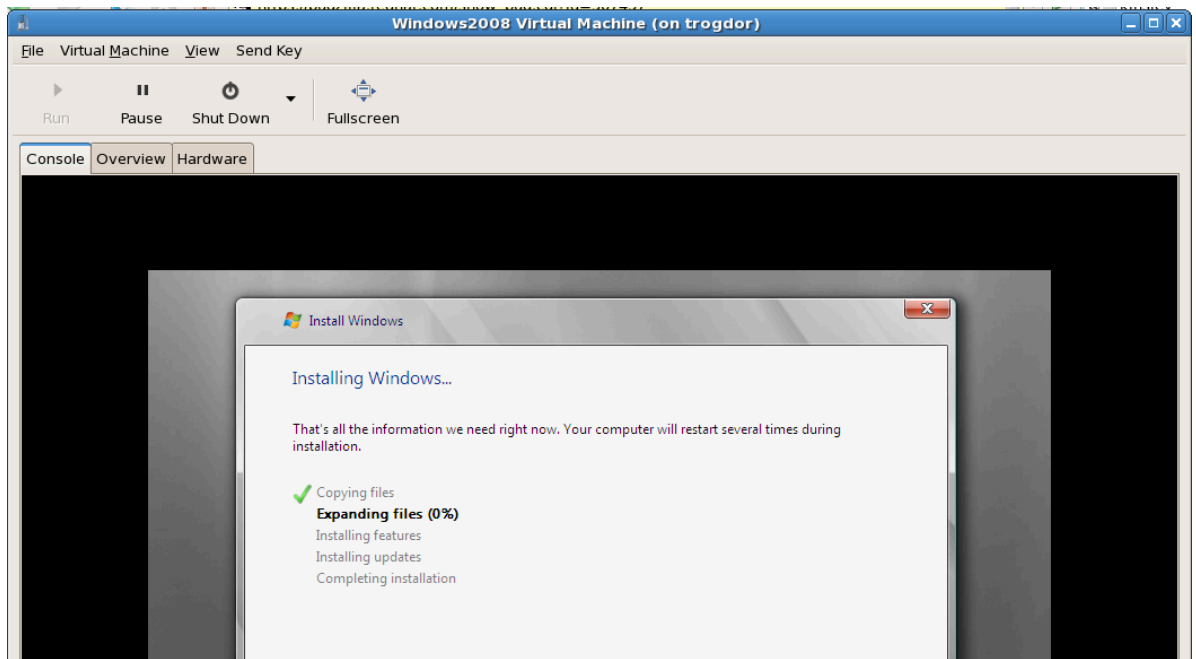 Windows2008 Virtual Machine (on trogdor)
File Virtual Machine View Send Key
Run Pause Shut Down Fullscreen
Console Overview Hardware
Install Windows
Installing Windows...
That's all the information we need right now. Your computer will restart several times during
installation.
Copying files
Expanding files (0%)
Installing features
Installing updates
Completing installation